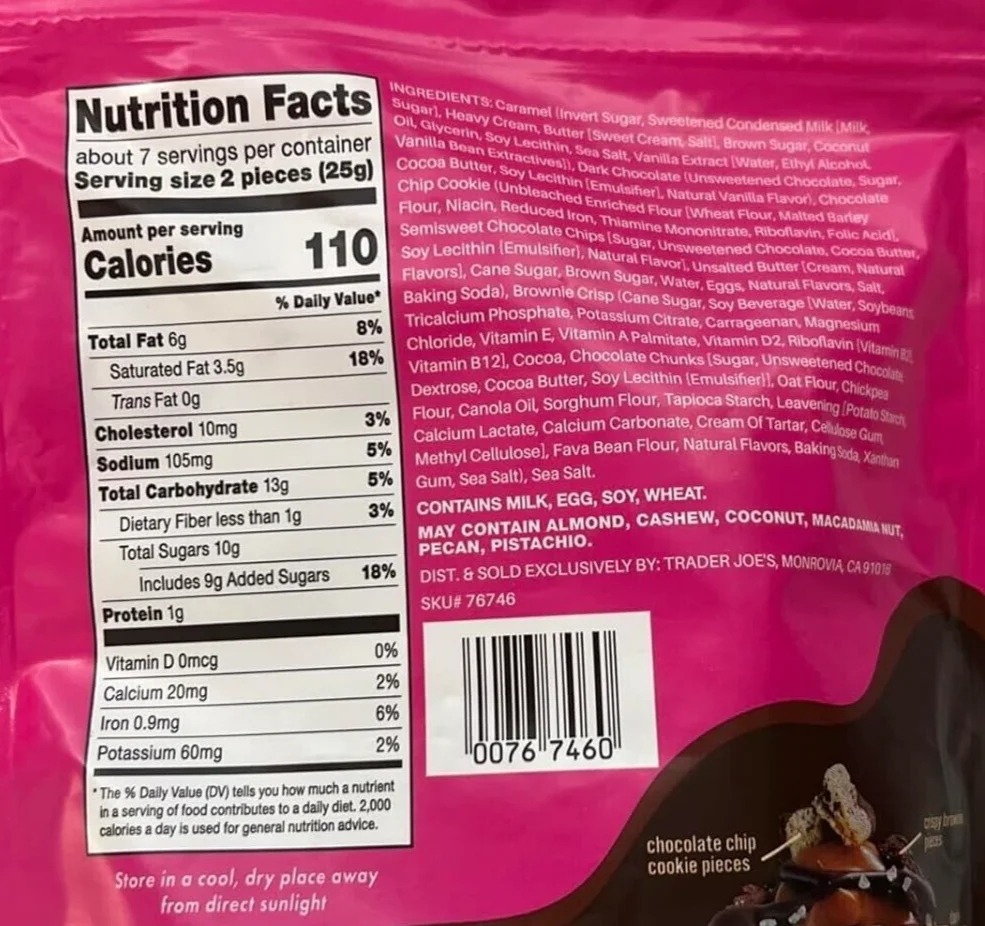 Nutrition Facts
about 7 servings per container
Serving size 2 pieces (25g)
Amount per serving
Calories 110
% Daily Value*
Total Fat 6g 8%
Saturated Fat 3.5g 18%
Trans Fat 0g
Cholesterol 10mg 3%
Sodium 105mg 5%
Total Carbohydrate 13g 5%
Dietary Fiber less than 1g 3%
Total Sugars 10g
Includes 9g Added Sugars 18%
Protein 1g
Vitamin D 0mcg 0%
Calcium 20mg 2%
Iron 0.9mg 6%
Potassium 60mg 2%
* The % Daily Value (DV) tells you how much a nutrient
in a serving of food contributes to a daily diet. 2,000
calories a day is used for general nutrition advice.
Store in a cool, dry place away
from direct sunlight
INGREDIENTS: Caramel (Invert Sugar, Sweetened Condensed Milk [Milk,
Sugar], Heavy Cream, Butter [Sweet Cream, Salt], Brown Sugar, Coconut
Oil, Glycerin, Soy Lecithin, Sea Salt, Vanilla Extract [Water, Ethyl Alcohol,
Vanilla Bean Extractives]), Dark Chocolate (Unsweetened Chocolate, Sugar,
Cocoa Butter, Soy Lecithin [Emulsifier], Natural Vanilla Flavor), Chocolate
Chip Cookie (Unbleached Enriched Flour [Wheat Flour, Malted Barley
Flour, Niacin, Reduced Iron, Thiamine Mononitrate, Riboflavin, Folic Acid],
Semisweet Chocolate Chips [Sugar, Unsweetened Chocolate, Cocoa Butter,
Soy Lecithin (Emulsifier), Natural Flavor], Unsalted Butter [Cream, Natural
Flavors], Cane Sugar, Brown Sugar, Water, Eggs, Natural Flavors, Salt,
Baking Soda), Brownie Crisp (Cane Sugar, Soy Beverage [Water, Soybeans
Tricalcium Phosphate, Potassium Citrate, Carrageenan, Magnesium
Chloride, Vitamin E, Vitamin A Palmitate, Vitamin D2, Riboflavin [Vitamin B2],
Vitamin B12], Cocoa, Chocolate Chunks [Sugar, Unsweetened Chocolate
Dextrose, Cocoa Butter, Soy Lecithin [Emulsifier]], Oat Flour, Chickpea
Flour, Canola Oil, Sorghum Flour, Tapioca Starch, Leavening [Potato Starch,
Calcium Lactate, Calcium Carbonate, Cream Of Tartar, Cellulose Gum,
Methyl Cellulose], Fava Bean Flour, Natural Flavors, Baking Soda, Xanthan
Gum, Sea Salt), Sea Salt.
CONTAINS MILK, EGG, SOY, WHEAT.
MAY CONTAIN ALMOND, CASHEW, COCONUT, MACADAMIA NUT,
PECAN, PISTACHIO.
DIST. & SOLD EXCLUSIVELY BY: TRADER JOE'S, MONROVIA, CA 91016
SKU# 76746
0076 7460
chocolate chip
cookie pieces
crispy brownie
pieces